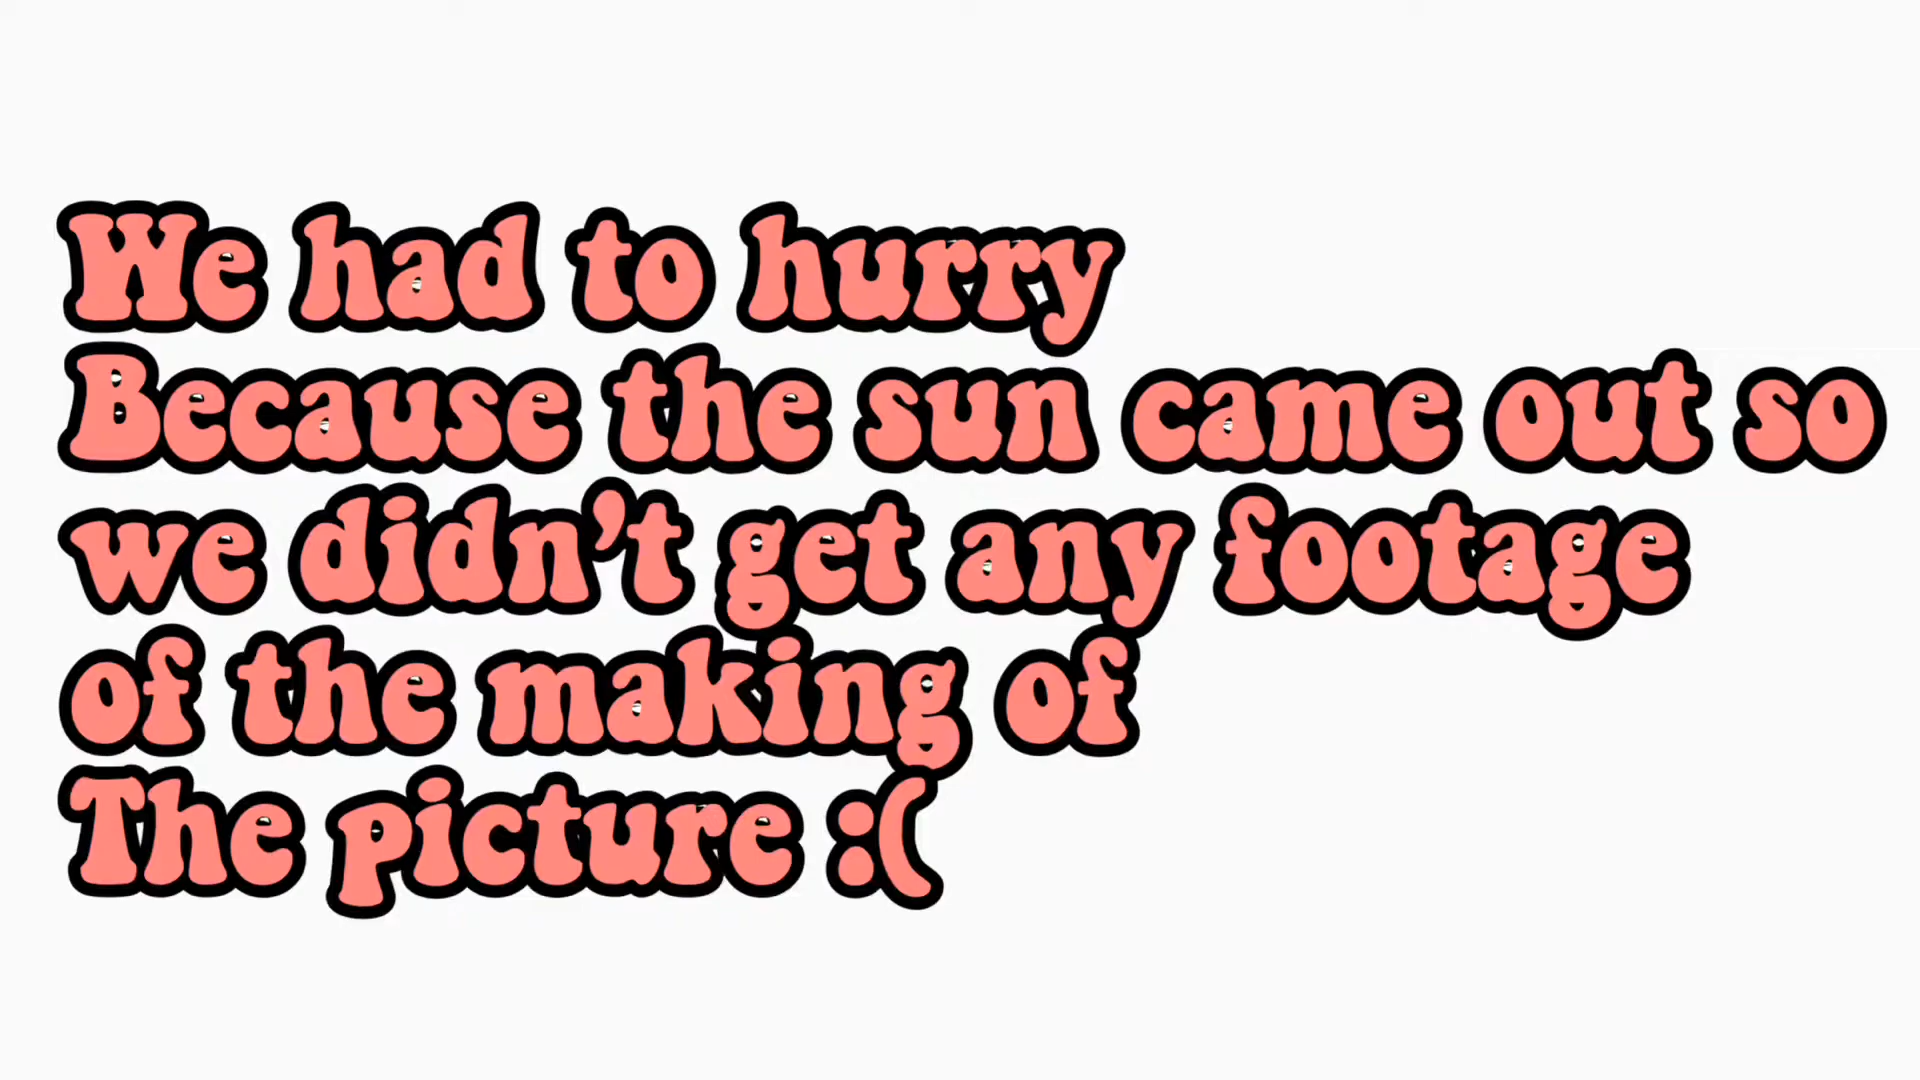 We had to hurry
Because the sun came out so
we didn’t get any footage
of the making of
The picture :(